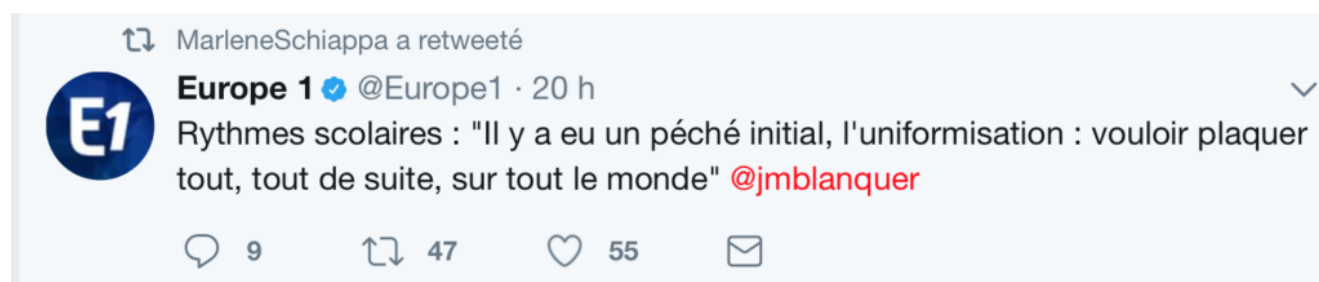 MarleneSchiappa a retweeté
E1
Europe 1 @Europe1 · 20 h
Rythmes scolaires : "Il y a eu un péché initial, l'uniformisation : vouloir plaquer
tout, tout de suite, sur tout le monde" @jmblanquer
9 47 55